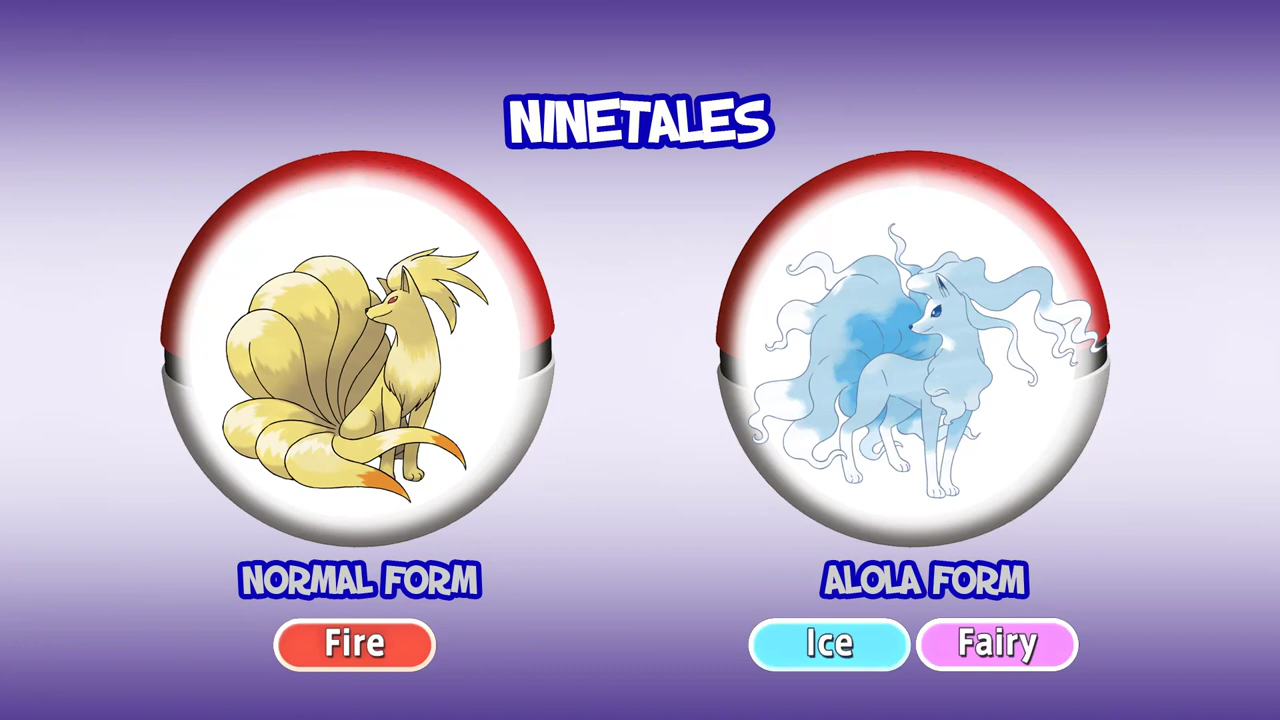 NINETALES
NORMAL FORM
ALOLA FORM
Fire
Ice
Fairy